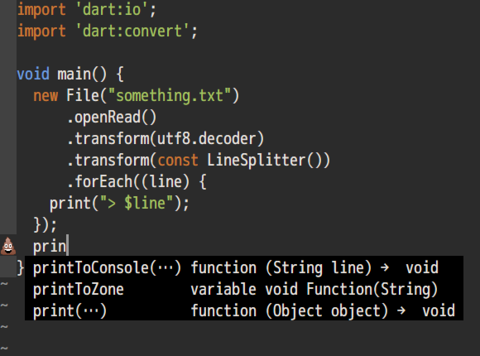 import 'dart:io';
import 'dart:convert';
void main() {
  new File("something.txt")
      .openRead()
      .transform(utf8.decoder)
      .transform(const LineSplitter())
      .forEach((line) {
    print("> $line");
  });
  prin
} printToConsole(⋯) function (String line) → void
  printToZone       variable void Function(String)
  print(⋯)          function (Object object) → void
~
~
~
~